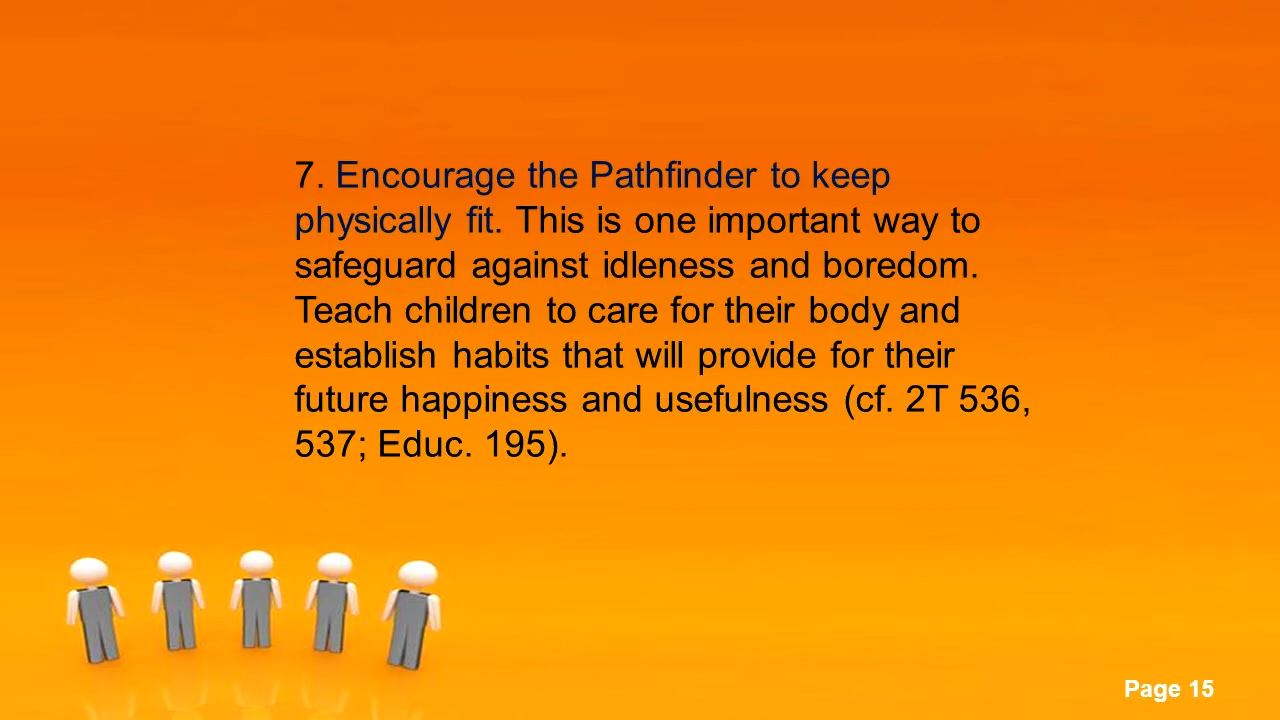 7. Encourage the Pathfinder to keep
physically fit. This is one important way to
safeguard against idleness and boredom.
Teach children to care for their body and
establish habits that will provide for their
future happiness and usefulness (cf. 2T 536,
537; Educ. 195).
Page 15